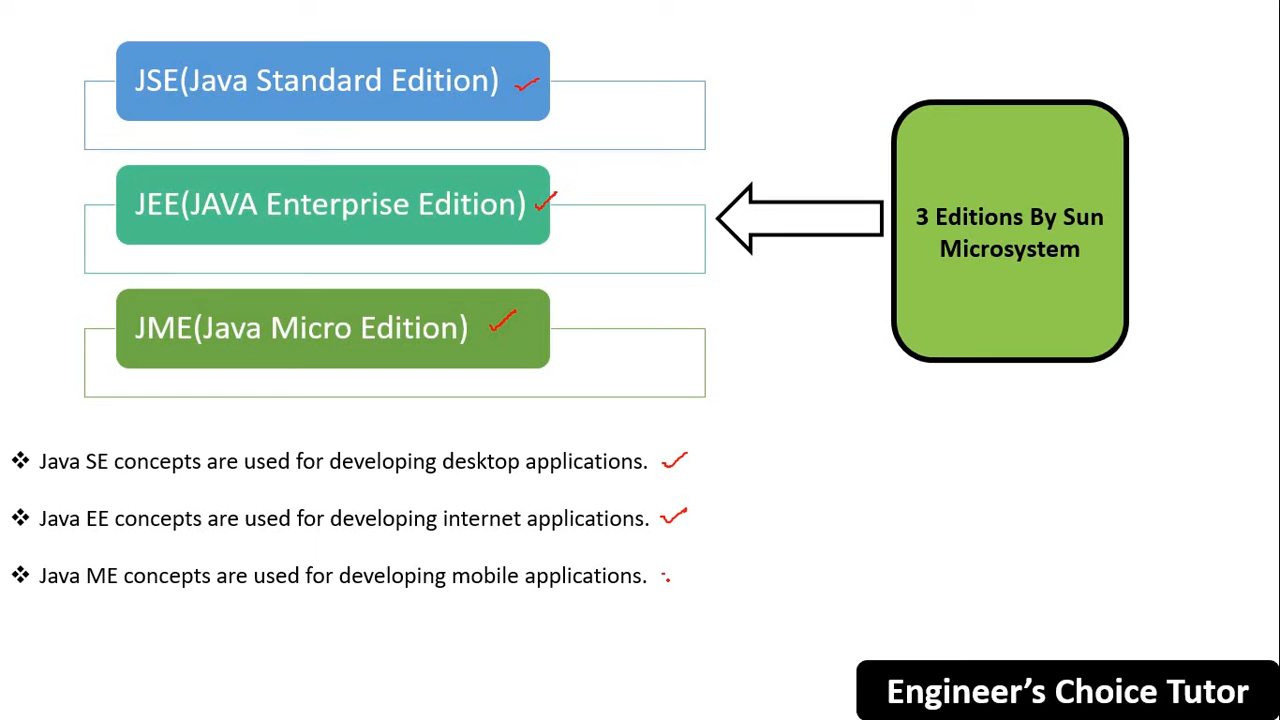 JSE(Java Standard Edition)
JEE(JAVA Enterprise Edition)
JME(Java Micro Edition)
3 Editions By Sun
Microsystem
❖ Java SE concepts are used for developing desktop applications.
❖ Java EE concepts are used for developing internet applications.
❖ Java ME concepts are used for developing mobile applications.
Engineer’s Choice Tutor